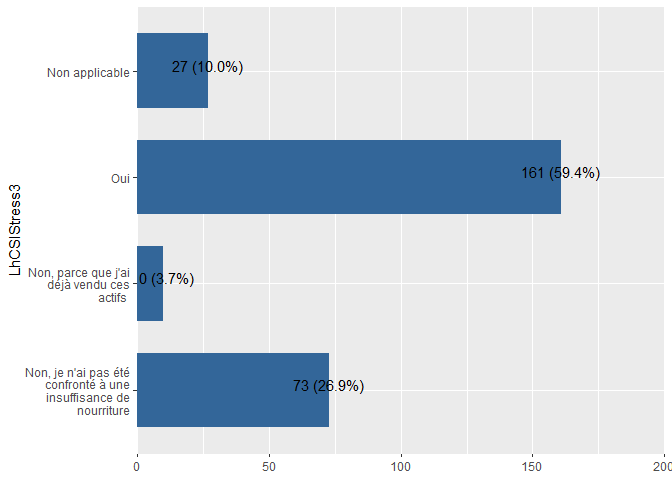 LhCSIStress3
Non applicable
27 (10.0%)
Oui
161 (59.4%)
Non, parce que j'ai
déjà vendu ces
actifs
0 (3.7%)
Non, je n'ai pas été
confronté à une
insuffisance de
nourriture
73 (26.9%)
0 50 100 150 200